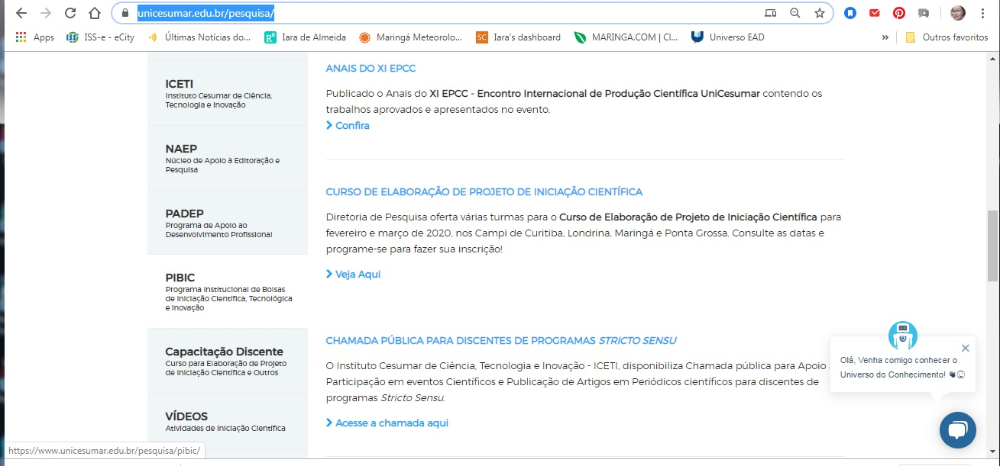 unicesumar.edu.br/pesquisa/
Apps
ISS-e - eCity
Últimas Notícias do...
Iara de Almeida
Maringá Meteorolo...
SC Iara's dashboard
MARINGA.COM | Cl...
Universo EAD
»
Outros favoritos
ICETI
Instituto Cesumar de Ciência,
Tecnologia e Inovação
NAEP
Núcleo de Apoio à Editoração e
Pesquisa
PADEP
Programa de Apoio ao
Desenvolvimento Profissional
PIBIC
Programa Institucional de Bolsas
de Iniciação Científica, Tecnológica
e Inovação
Capacitação Discente
Curso para Elaboração de Projeto
de Iniciação Científica e Outros
VÍDEOS
Atividades de Iniciação Científica
ANAIS DO XI EPCC
Publicado o Anais do XI EPCC - Encontro Internacional de Produção Científica UniCesumar contendo os
trabalhos aprovados e apresentados no evento.
Confira
CURSO DE ELABORAÇÃO DE PROJETO DE INICIAÇÃO CIENTÍFICA
Diretoria de Pesquisa oferta várias turmas para o Curso de Elaboração de Projeto de Iniciação Científica para
fevereiro e março de 2020, nos Campi de Curitiba, Londrina, Maringá e Ponta Grossa. Consulte as datas e
programe-se para fazer sua inscrição!
Veja Aqui
CHAMADA PÚBLICA PARA DISCENTES DE PROGRAMAS STRICTO SENSU
O Instituto Cesumar de Ciência, Tecnologia e Inovação - ICETI, disponibiliza Chamada pública para Apoio
Participação em eventos Científicos e Publicação de Artigos em Periódicos científicos para discentes de
programas Stricto Sensu.
Acesse a chamada aqui
Olá, Venha comigo conhecer o
Universo do Conhecimento!
https://www.unicesumar.edu.br/pesquisa/pibic/